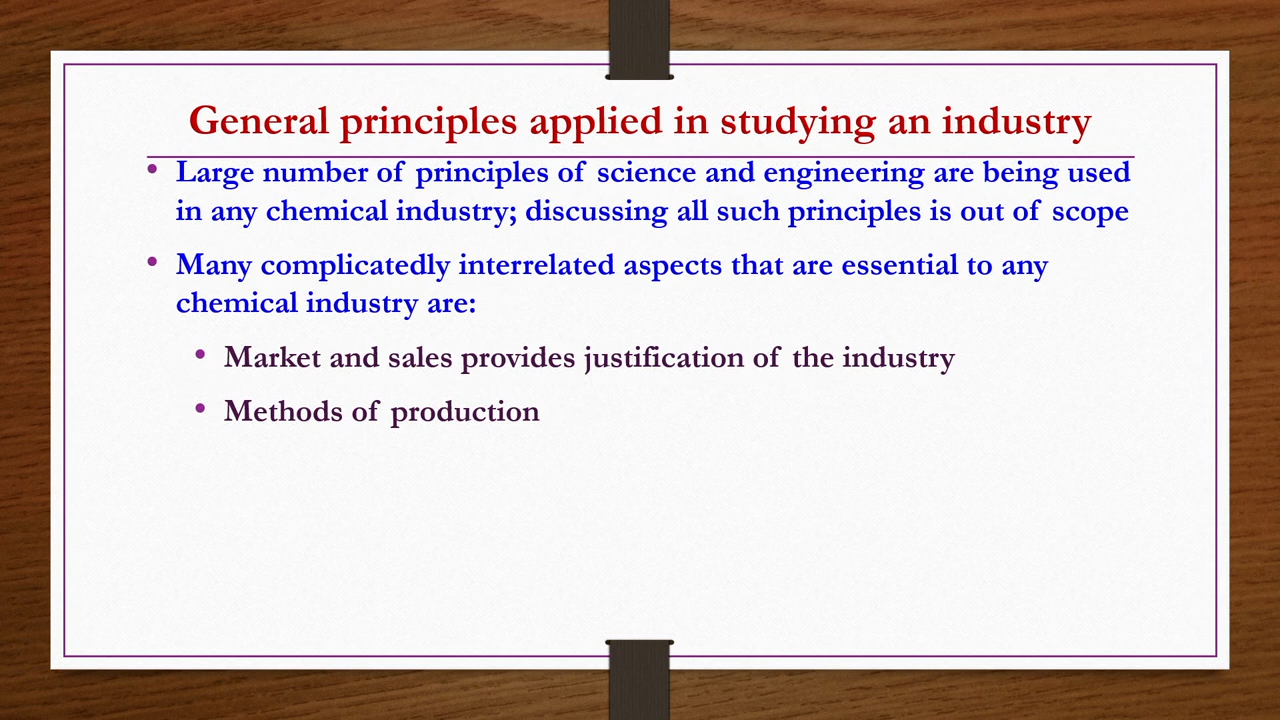 General principles applied in studying an industry
• Large number of principles of science and engineering are being used
in any chemical industry; discussing all such principles is out of scope
• Many complicatedly interrelated aspects that are essential to any
chemical industry are:
• Market and sales provides justification of the industry
• Methods of production